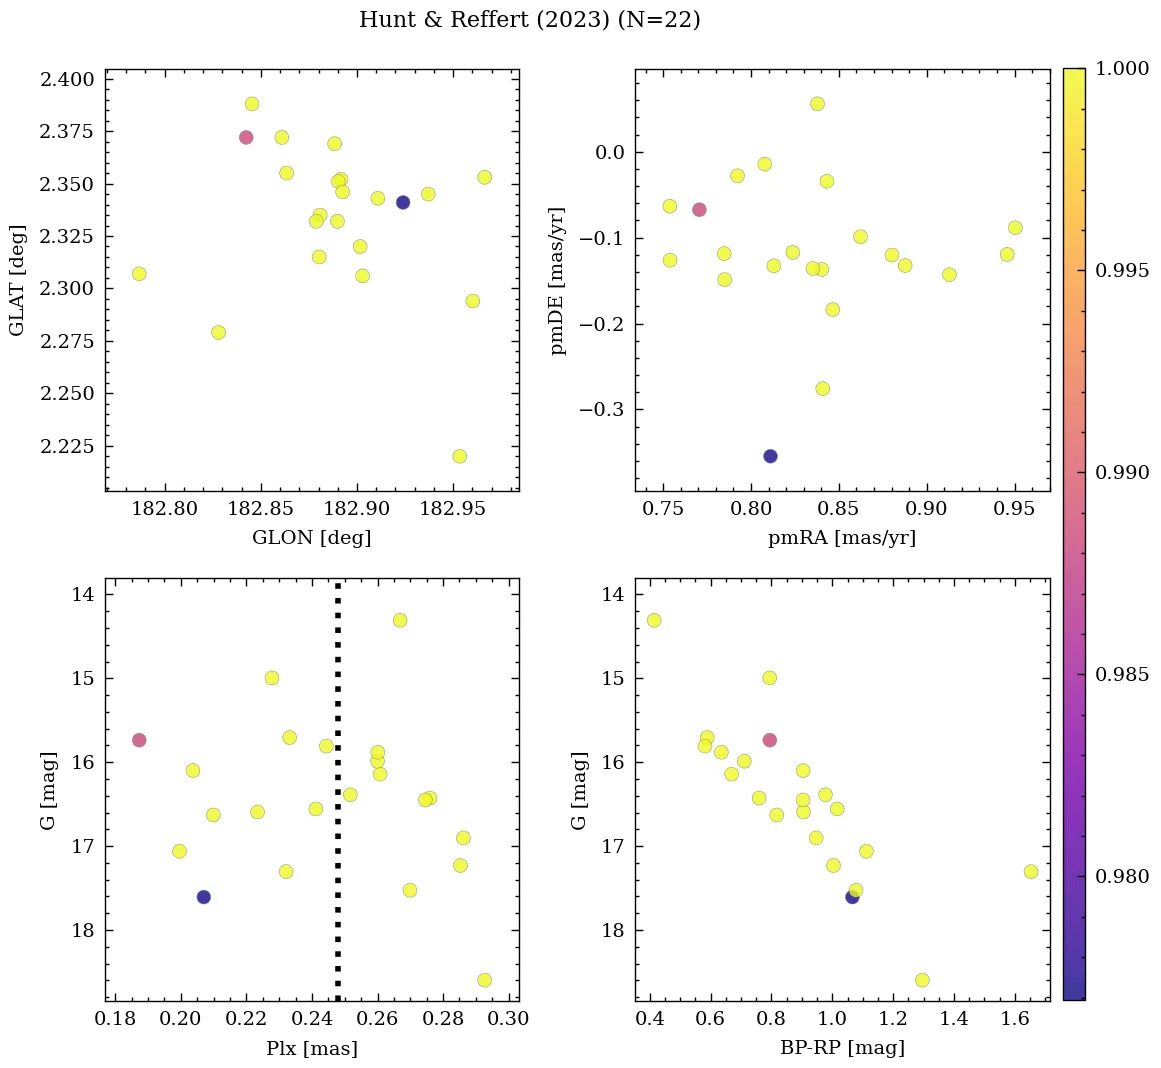 Hunt & Reffert (2023) (N=22)
2.400
2.375
2.350
2.325
2.300
2.275
2.250
2.225
GLAT [deg]
182.80 182.85 182.90 182.95
GLON [deg]
0.0
−0.1
−0.2
−0.3
pmDE [mas/yr]
0.75 0.80 0.85 0.90 0.95
pmRA [mas/yr]
14
15
16
17
18
G [mag]
0.18 0.20 0.22 0.24 0.26 0.28 0.30
Plx [mas]
14
15
16
17
18
G [mag]
0.4 0.6 0.8 1.0 1.2 1.4 1.6
BP-RP [mag]
1.000
0.995
0.990
0.985
0.980